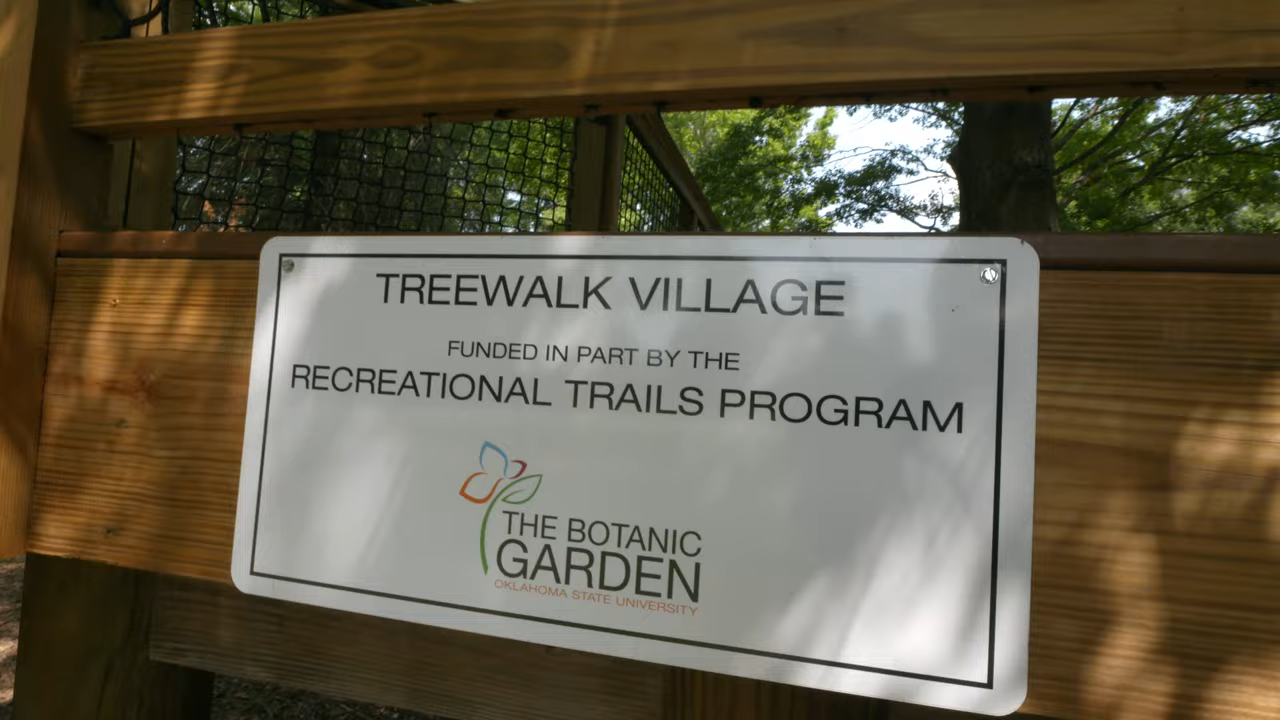 TREEWALK VILLAGE
FUNDED IN PART BY THE
RECREATIONAL TRAILS PROGRAM
THE BOTANIC
GARDEN
OKLAHOMA STATE UNIVERSITY